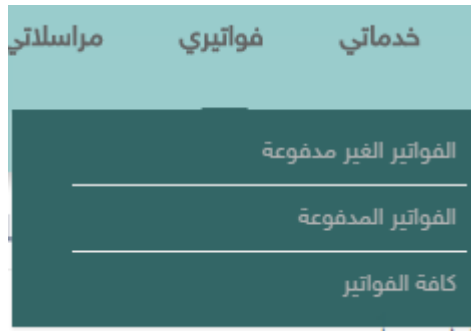 خدماتي فواتيري مراسلاتي
الفواتير الغير مدفوعة
الفواتير المدفوعة
كافة الفواتير